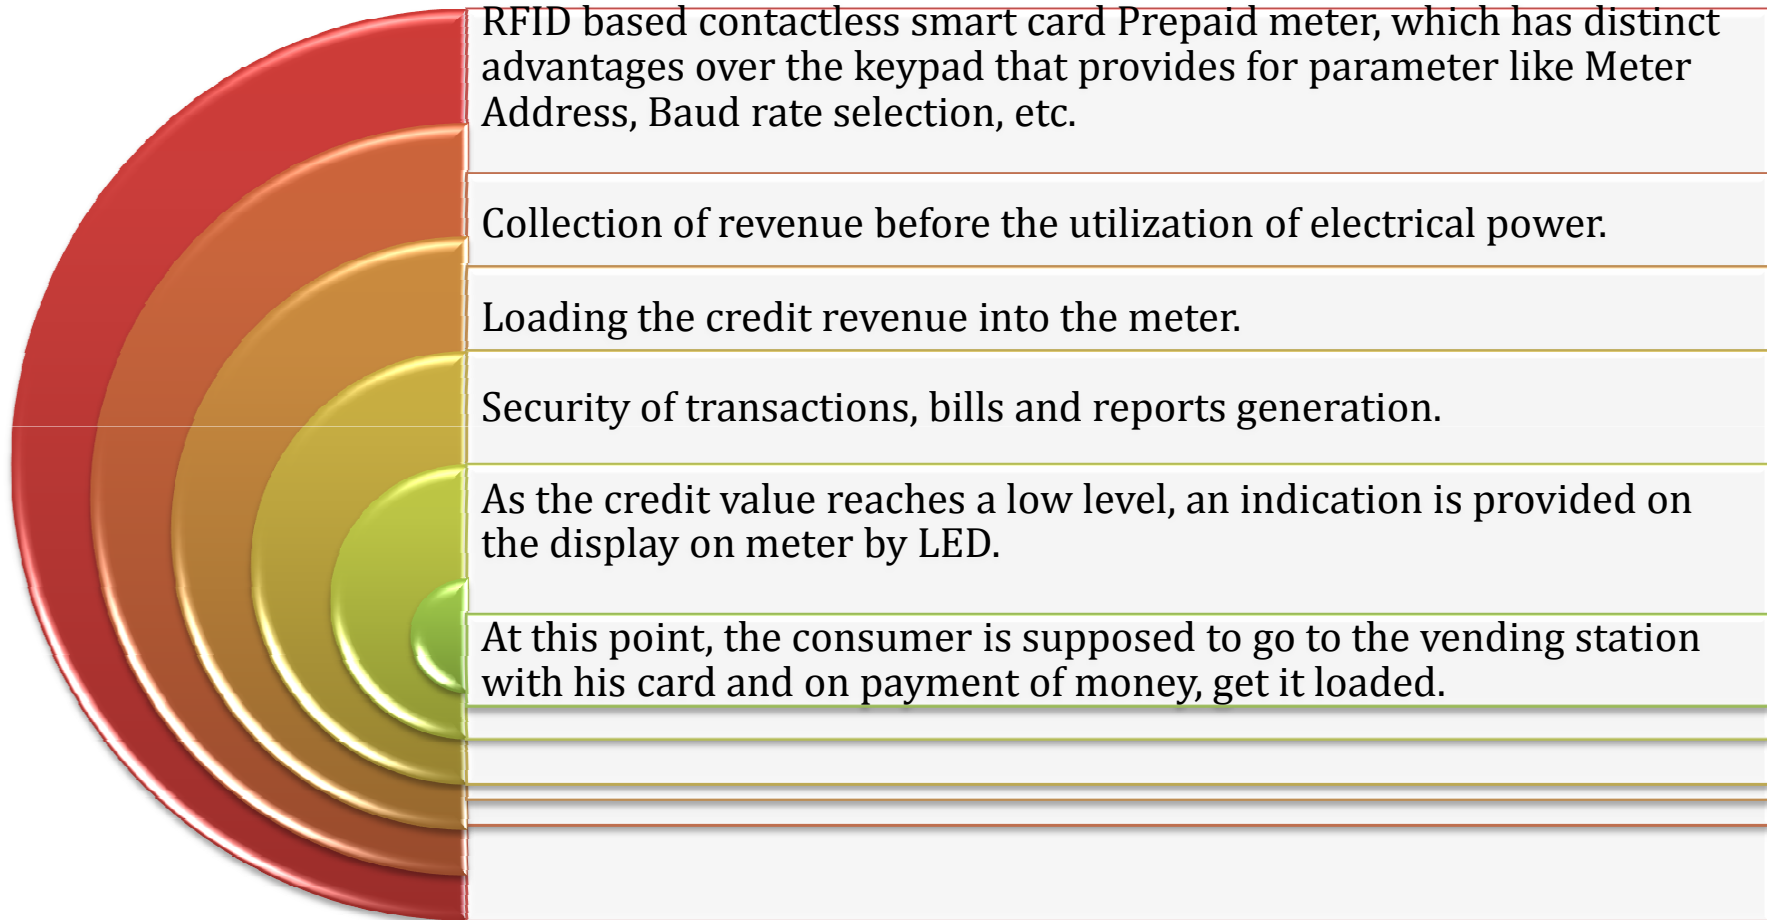 RFID based contactless smart card Prepaid meter, which has distinct
advantages over the keypad that provides for parameter like Meter
Address, Baud rate selection, etc.
Collection of revenue before the utilization of electrical power.
Loading the credit revenue into the meter.
Security of transactions, bills and reports generation.
As the credit value reaches a low level, an indication is provided on
the display on meter by LED.
At this point, the consumer is supposed to go to the vending station
with his card and on payment of money, get it loaded.